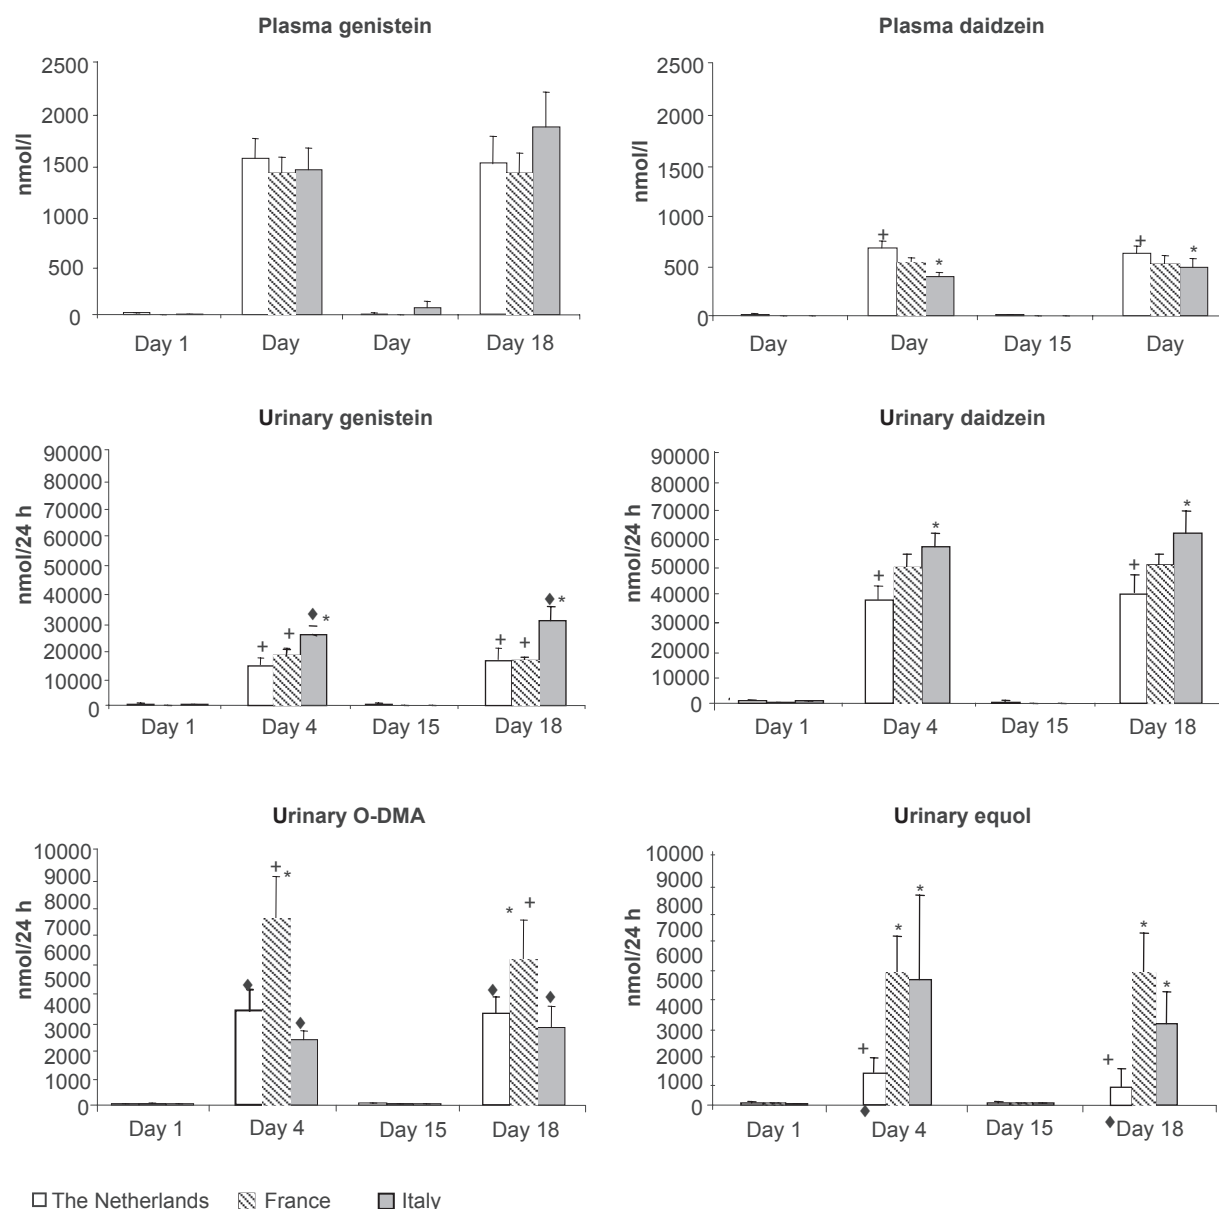 Plasma genistein
2500
2000
1500
1000
500
0
nmol/l
Day 1 Day Day Day 18
Plasma daidzein
2500
2000
1500
1000
500
0
nmol/l
+ * + *
Day Day Day 15 Day
Urinary genistein
90000
80000
70000
60000
50000
40000
30000
20000
10000
0
nmol/24 h
+ + ♦ * + + ♦ *
Day 1 Day 4 Day 15 Day 18
Urinary daidzein
90000
80000
70000
60000
50000
40000
30000
20000
10000
0
nmol/24 h
+ * + *
Day 1 Day 4 Day 15 Day 18
Urinary O-DMA
10000
9000
8000
7000
6000
5000
4000
3000
2000
1000
0
nmol/24 h
♦ + * ♦ ♦ * + ♦
Day 1 Day 4 Day 15 Day 18
Urinary equol
10000
9000
8000
7000
6000
5000
4000
3000
2000
1000
0
nmol/24 h
+ ♦ * * + ♦ * *
Day 1 Day 4 Day 15 Day 18
The Netherlands France Italy